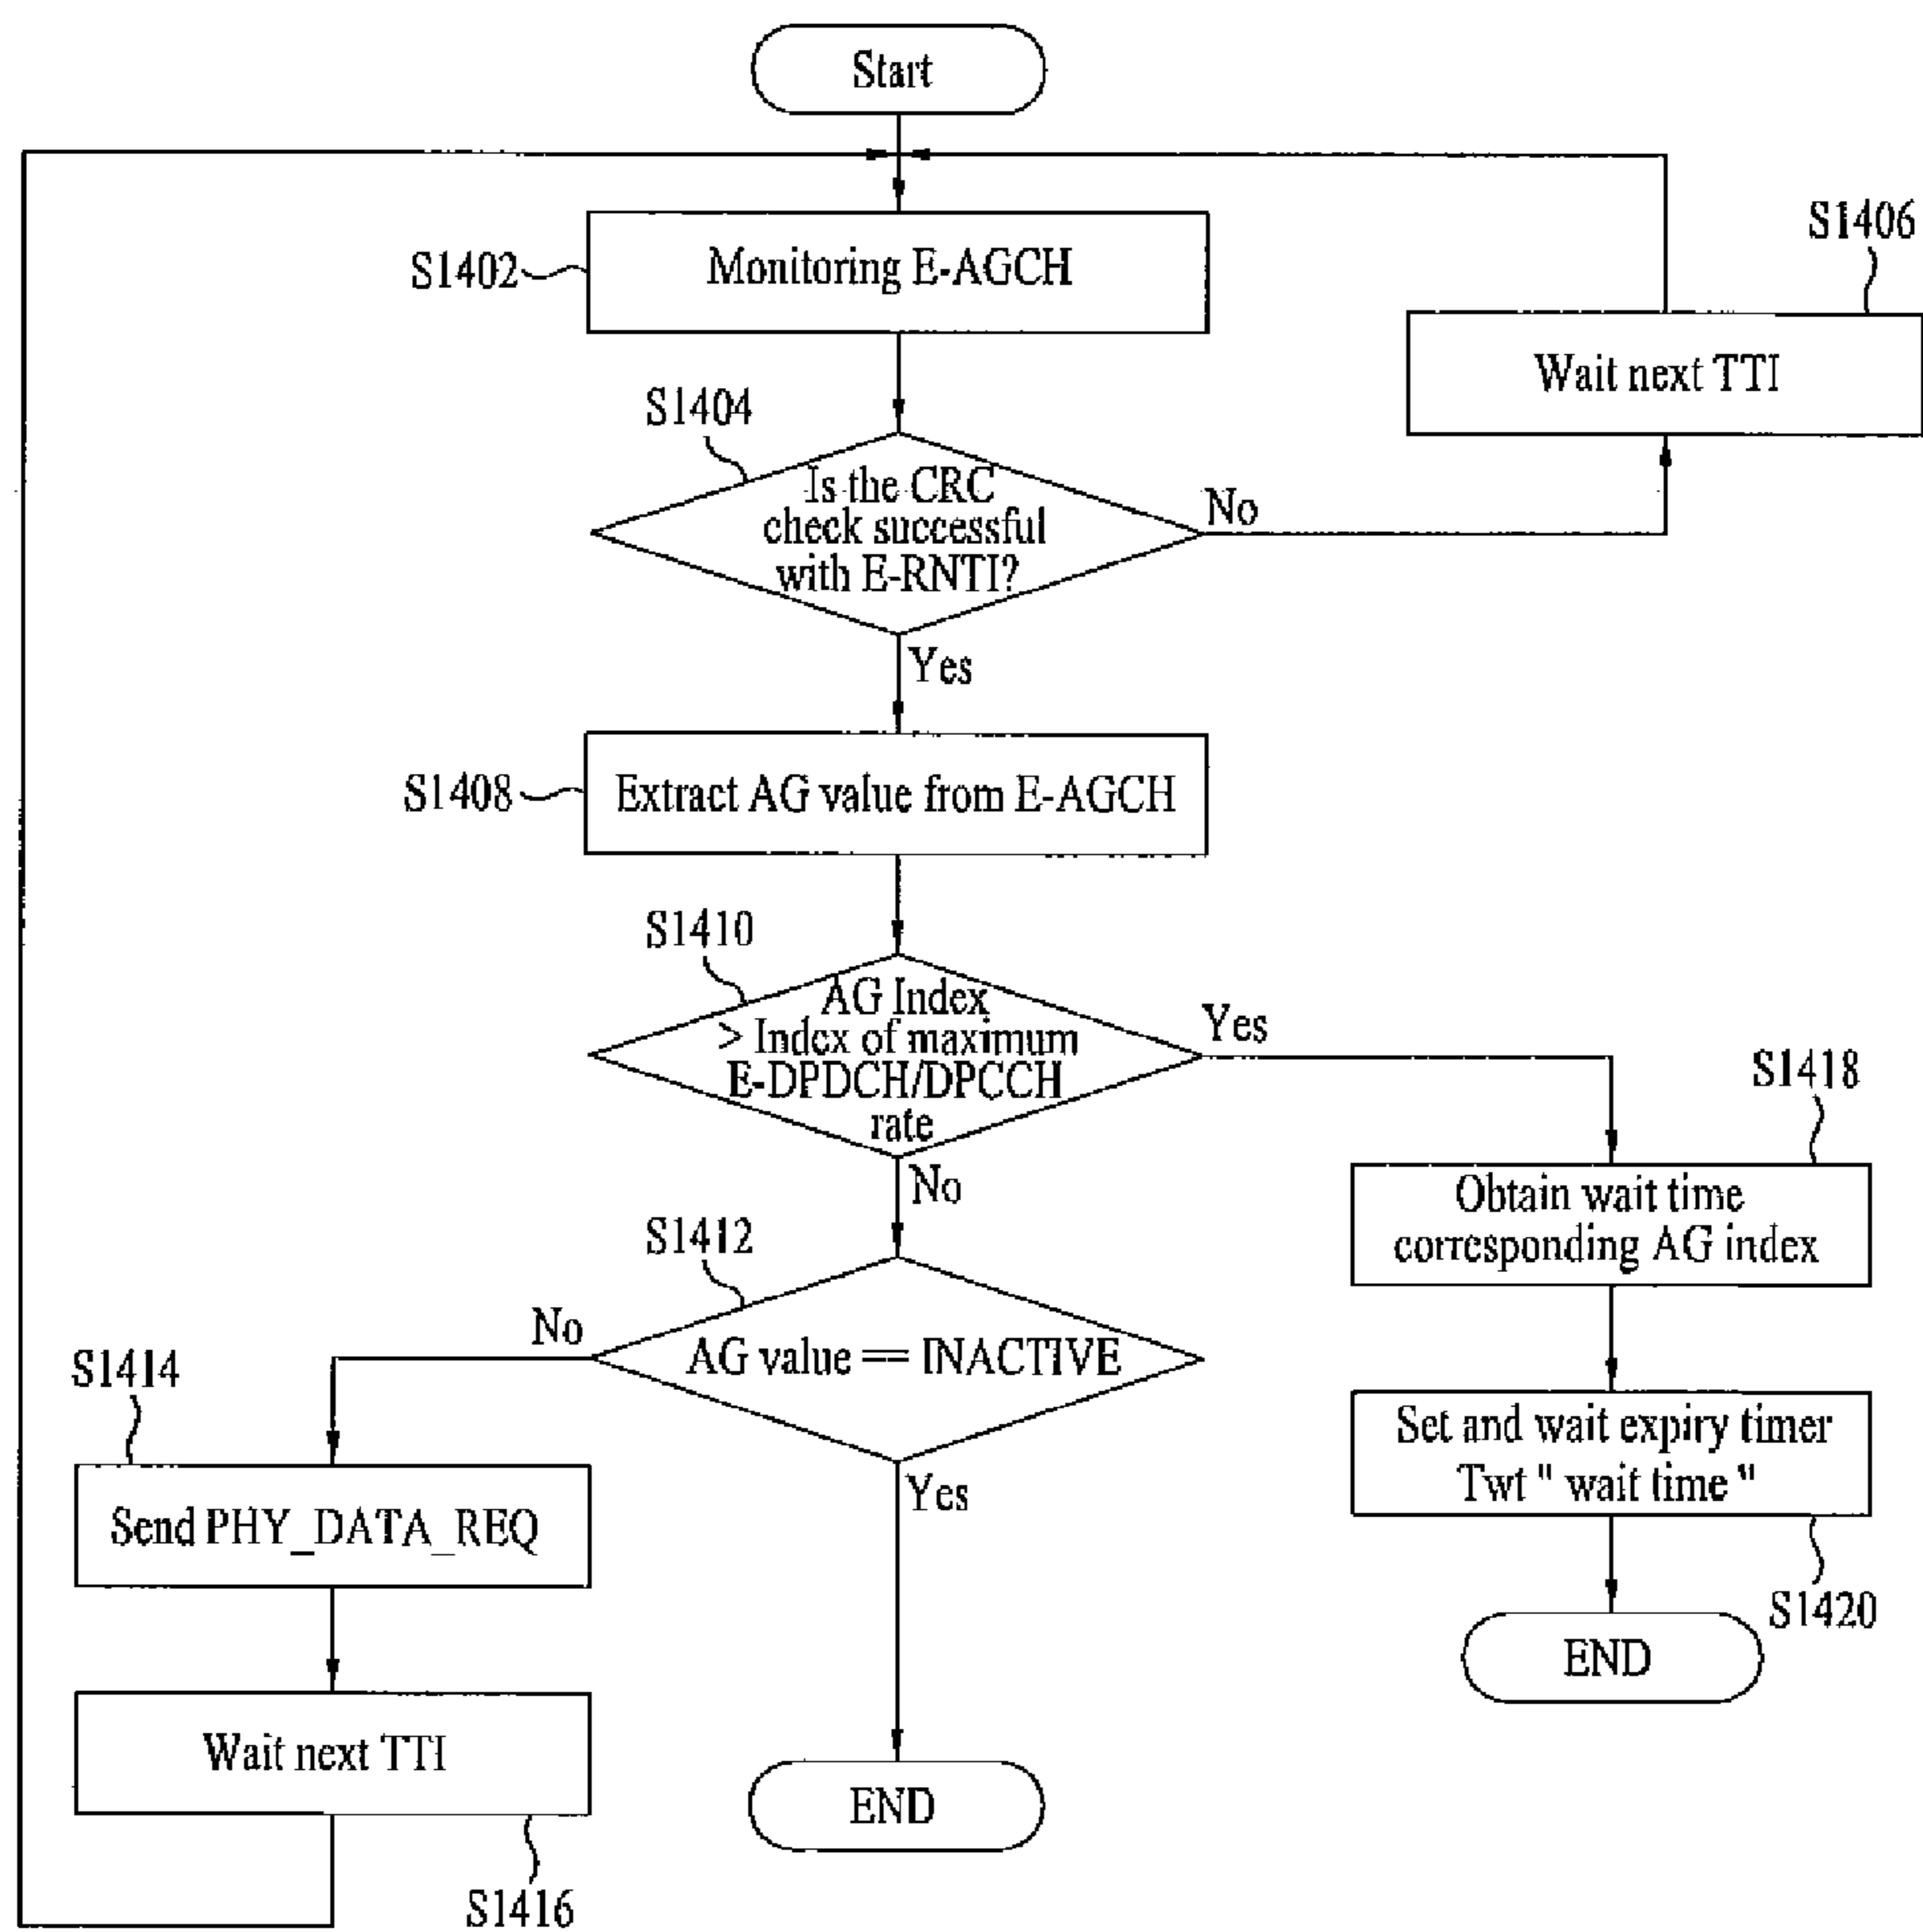 Start
Monitoring E-AGCH
S1402
S1406
Wait next TTI
S1404
Is the CRC
check successful
with E-RNTI?
No
Yes
S1408
Extract AG value from E-AGCH
S1410
AG Index
> Index of maximum
E-DPDCH/DPCCH
rate
Yes
No
S1418
Obtain wait time
corresponding AG index
S1412
AG value == INACTIVE
No
Yes
S1414
Send PHY_DATA_REQ
Set and wait expiry timer
Twt " wait time "
S1420
END
Wait next TTI
S1416
END